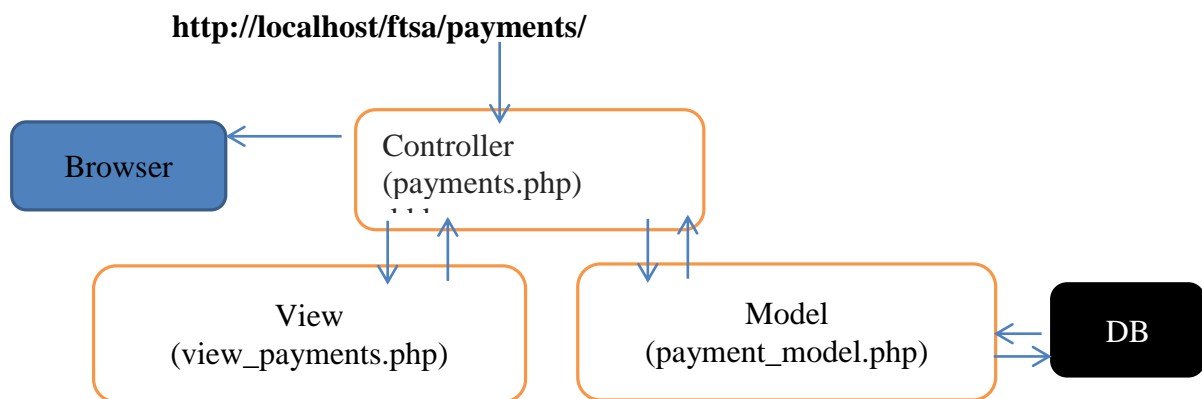 http://localhost/ftsa/payments/
Browser
Controller
(payments.php)
View
(view_payments.php)
Model
(payment_model.php)
DB